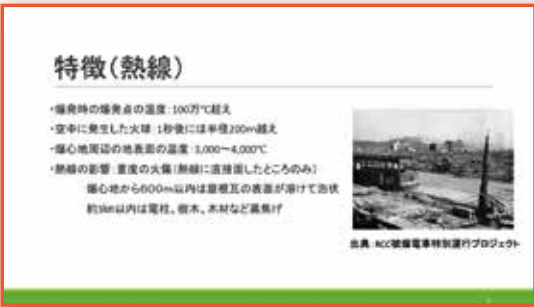 特徴(熱線)
・爆発時の爆発点の温度:100万℃超え
・空中に発生した火球:1秒後には半径200m越え
・爆心地周辺の地表面の温度:3,000~4,000℃
・熱線の影響:重度の火傷(熱線に直接面したところのみ)
爆心地から600m以内は屋根瓦の表面が溶けて泡状
約3km以内は電柱、樹木、木材など黒焦げ
出典:RCC被爆電車特別運行プロジェクト